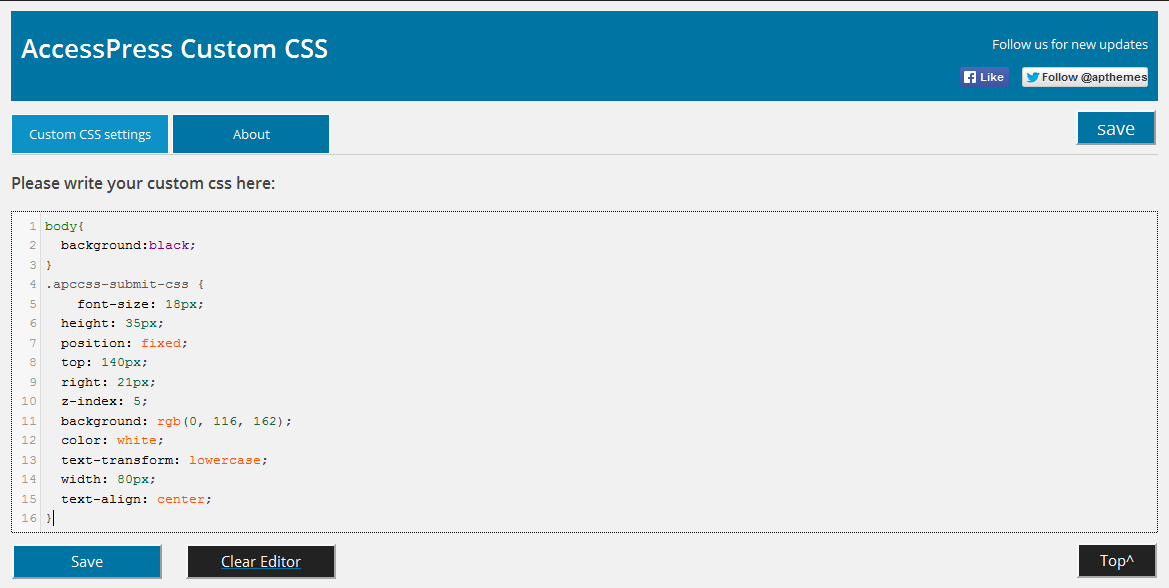 AccessPress Custom CSS
Follow us for new updates
Like
Follow @apthemes
Custom CSS settings
About
save
Please write your custom css here:
1 body{
2 background:black;
3 }
4 .apccss-submit-css {
5 font-size: 18px;
6 height: 35px;
7 position: fixed;
8 top: 140px;
9 right: 21px;
10 z-index: 5;
11 background: rgb(0, 116, 162);
12 color: white;
13 text-transform: lowercase;
14 width: 80px;
15 text-align: center;
16 }
Save
Clear Editor
Top^